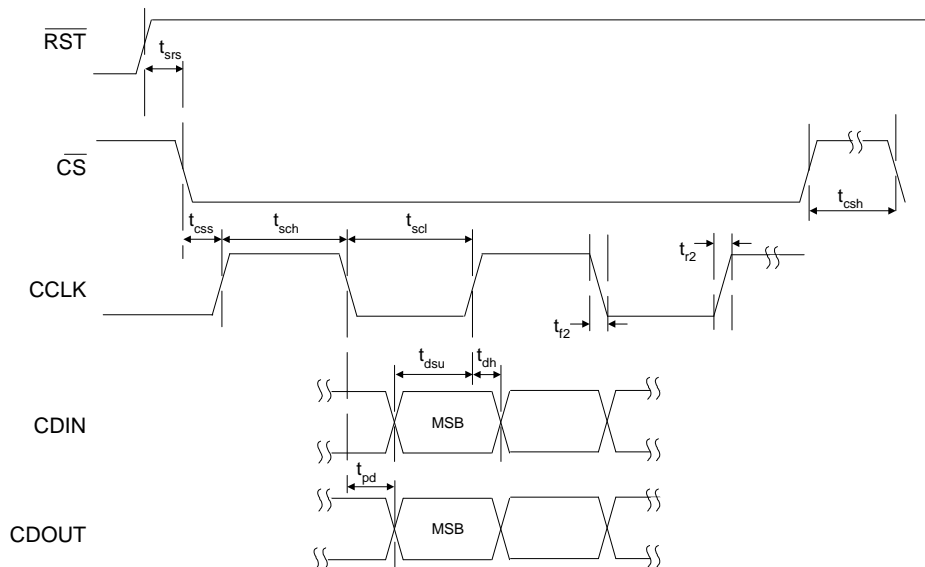 RST
t_srs
CS
t_csh
t_css t_sch t_scl
t_r2
CCLK
t_f2
t_dsu t_dh
CDIN
MSB
t_pd
CDOUT
MSB